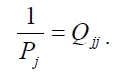 1/P_j = Q_jj .